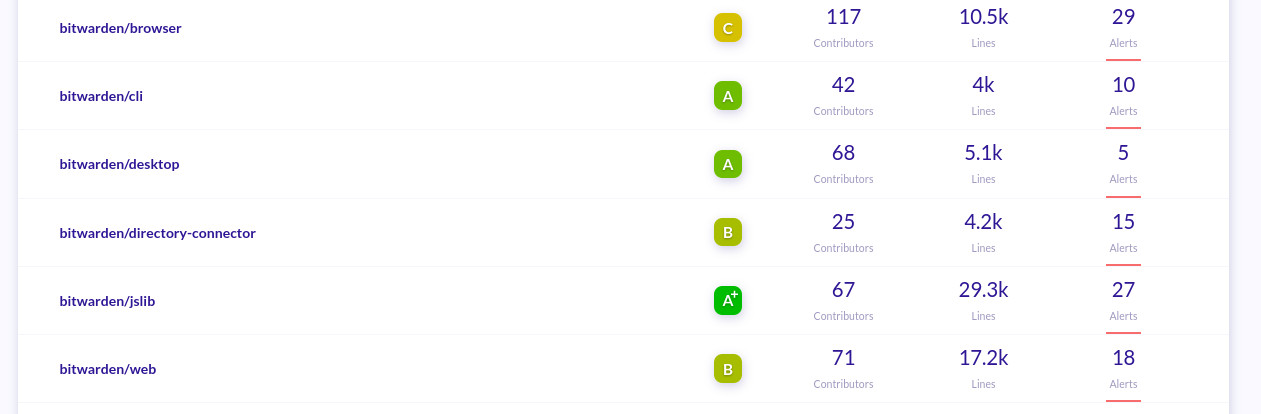 bitwarden/browser C 117 10.5k 29
Contributors Lines Alerts
bitwarden/cli A 42 4k 10
Contributors Lines Alerts
bitwarden/desktop A 68 5.1k 5
Contributors Lines Alerts
bitwarden/directory-connector B 25 4.2k 15
Contributors Lines Alerts
bitwarden/jslib A+ 67 29.3k 27
Contributors Lines Alerts
bitwarden/web B 71 17.2k 18
Contributors Lines Alerts